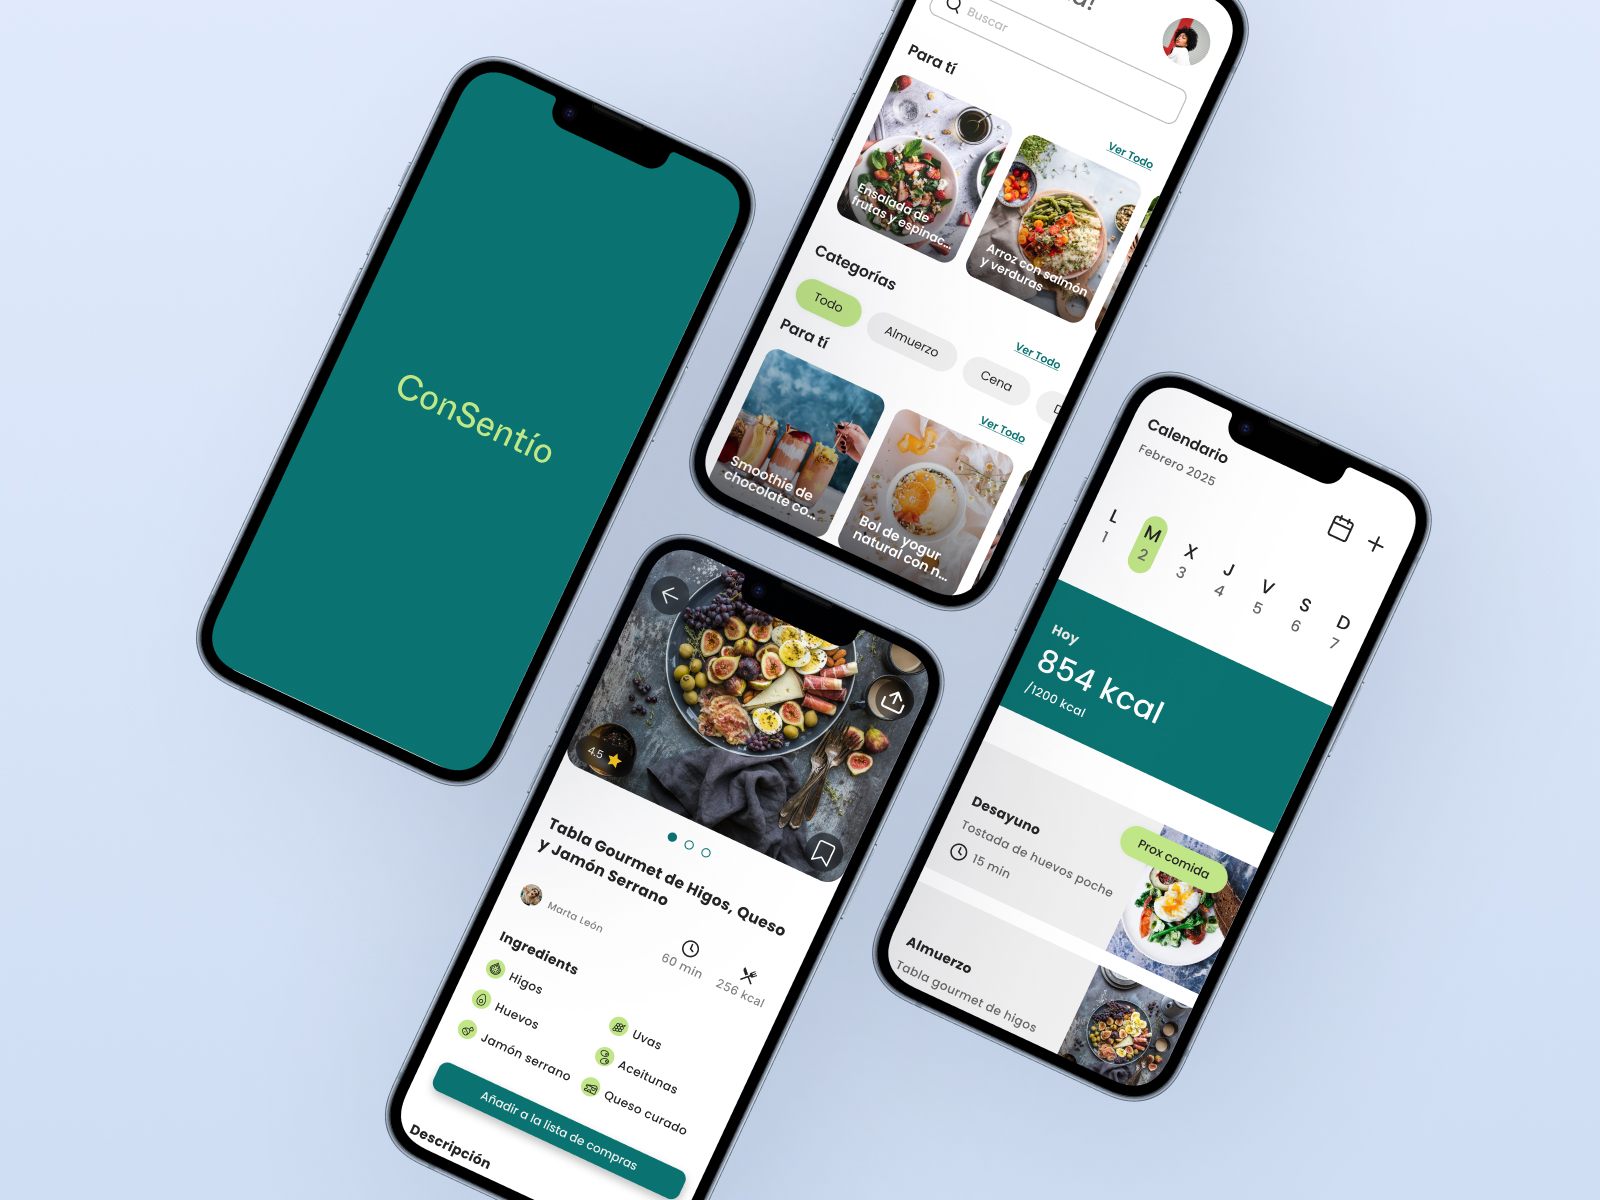 ConSentío
Buscar
Para tí
Ver Todo
Ensalada de
frutas y espinac...
Arroz con salmón
y verduras
Categorías
Ver Todo
Todo
Almuerzo
Cena
Para tí
Ver Todo
Smoothie de
chocolate co...
Bol de yogur
natural con n...
4.5
Tabla Gourmet de Higos, Queso
y Jamón Serrano
Marta León
60 min
256 kcal
Ingredients
Higos
Huevos
Jamón serrano
Uvas
Aceitunas
Queso curado
Añadir a la lista de compras
Descripción
Calendario
Febrero 2025
L M X J V S D
1 2 3 4 5 6 7
Hoy
854 kcal
/1200 kcal
Desayuno
Tostada de huevos poche
15 min
Prox comida
Almuerzo
Tabla gourmet de higos